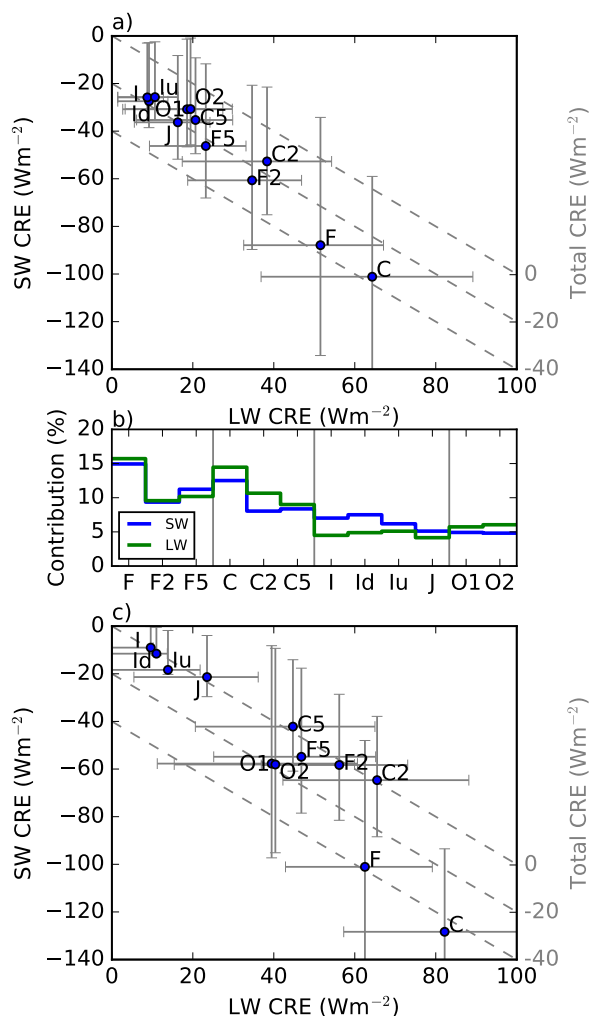 a)
0
−20
−40
−60
−80
−100
−120
−140
SW CRE (Wm−2)
I
Iu
Id
O1
O2
C5
J
F5
C2
F2
F
C
0
-20
-40
Total CRE (Wm−2)
0 20 40 60 80 100
LW CRE (Wm−2)
b)
20
15
10
5
0
Contribution (%)
SW
LW
F F2 F5 C C2 C5 I Id Iu J O1 O2
c)
0
−20
−40
−60
−80
−100
−120
−140
SW CRE (Wm−2)
I
Id
Iu
J
C5
F5
O1
O2
F2
C2
F
C
0
-20
-40
Total CRE (Wm−2)
0 20 40 60 80 100
LW CRE (Wm−2)